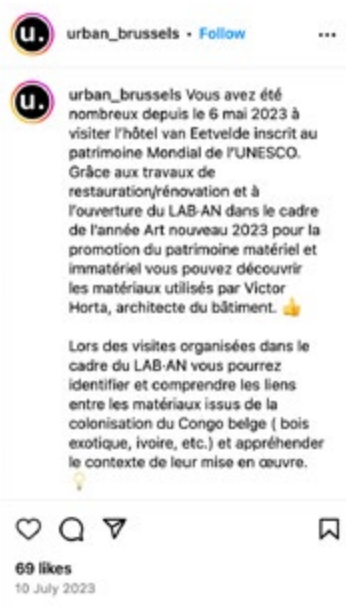 u.
urban_brussels • Follow
u.
urban_brussels Vous avez été
nombreux depuis le 6 mai 2023 à
visiter l'hôtel van Eetvelde inscrit au
patrimoine Mondial de l'UNESCO.
Grâce aux travaux de
restauration/rénovation et à
l'ouverture du LAB·AN dans le cadre
de l'année Art nouveau 2023 pour la
promotion du patrimoine matériel et
immatériel vous pouvez découvrir
les matériaux utilisés par Victor
Horta, architecte du bâtiment. 👍
Lors des visites organisées dans le
cadre du LAB·AN vous pourrez
identifier et comprendre les liens
entre les matériaux issus de la
colonisation du Congo belge ( bois
exotique, ivoire, etc.) et appréhender
le contexte de leur mise en œuvre.
💡
69 likes
10 July 2023